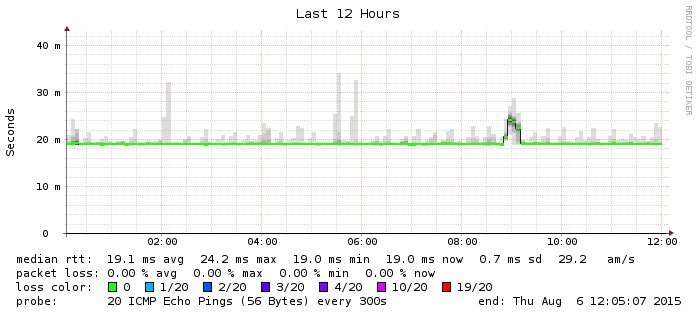 Last 12 Hours
RRDTOOL / TOBI OETIKER
Seconds
40 m
30 m
20 m
10 m
0
02:00 04:00 06:00 08:00 10:00 12:00
median rtt: 19.1 ms avg 24.2 ms max 19.0 ms min 19.0 ms now 0.7 ms sd 29.2 am/s
packet loss: 0.00 % avg 0.00 % max 0.00 % min 0.00 % now
loss color: 0 1/20 2/20 3/20 4/20 10/20 19/20
probe: 20 ICMP Echo Pings (56 Bytes) every 300s end: Thu Aug 6 12:05:07 2015